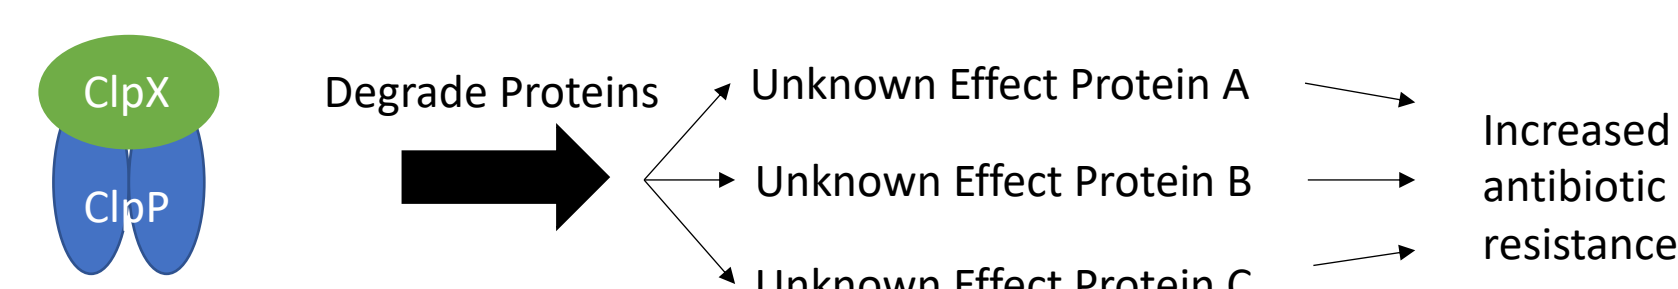 ClpX
ClpP
Degrade Proteins
Unknown Effect Protein A
Unknown Effect Protein B
Unknown Effect Protein C
Increased
antibiotic
resistance